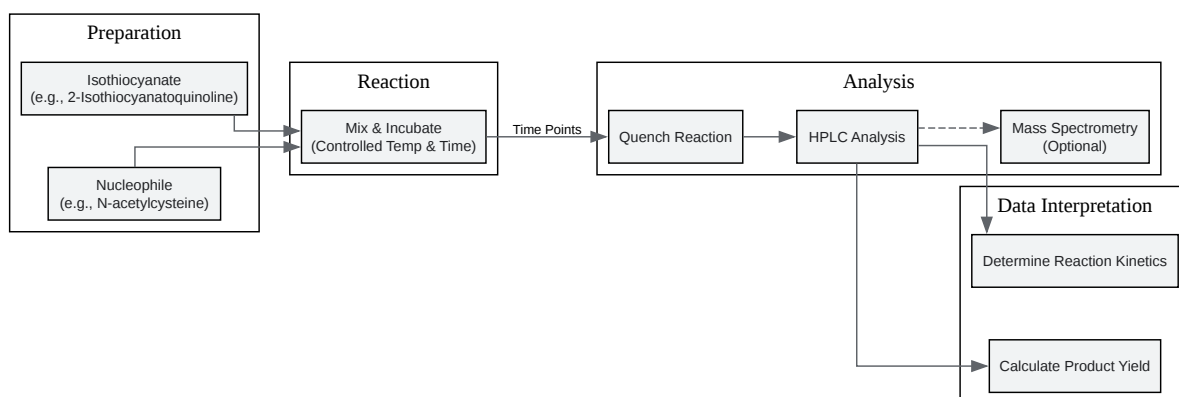 Preparation
Isothiocyanate
(e.g., 2-Isothiocyanatoquinoline)
Nucleophile
(e.g., N-acetylcysteine)
Reaction
Mix & Incubate
(Controlled Temp & Time)
Time Points
Analysis
Quench Reaction
HPLC Analysis
Mass Spectrometry
(Optional)
Data Interpretation
Determine Reaction Kinetics
Calculate Product Yield